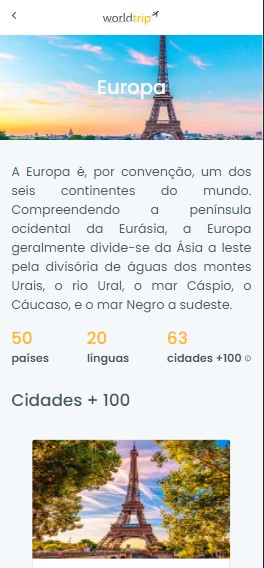 worldtrip
Europa
A Europa é, por convenção, um dos
seis continentes do mundo.
Compreendendo a península
ocidental da Eurásia, a Europa
geralmente divide-se da Ásia a leste
pela divisória de águas dos montes
Urais, o rio Ural, o mar Cáspio, o
Cáucaso, e o mar Negro a sudeste.
50 20 63
países línguas cidades +100
Cidades + 100